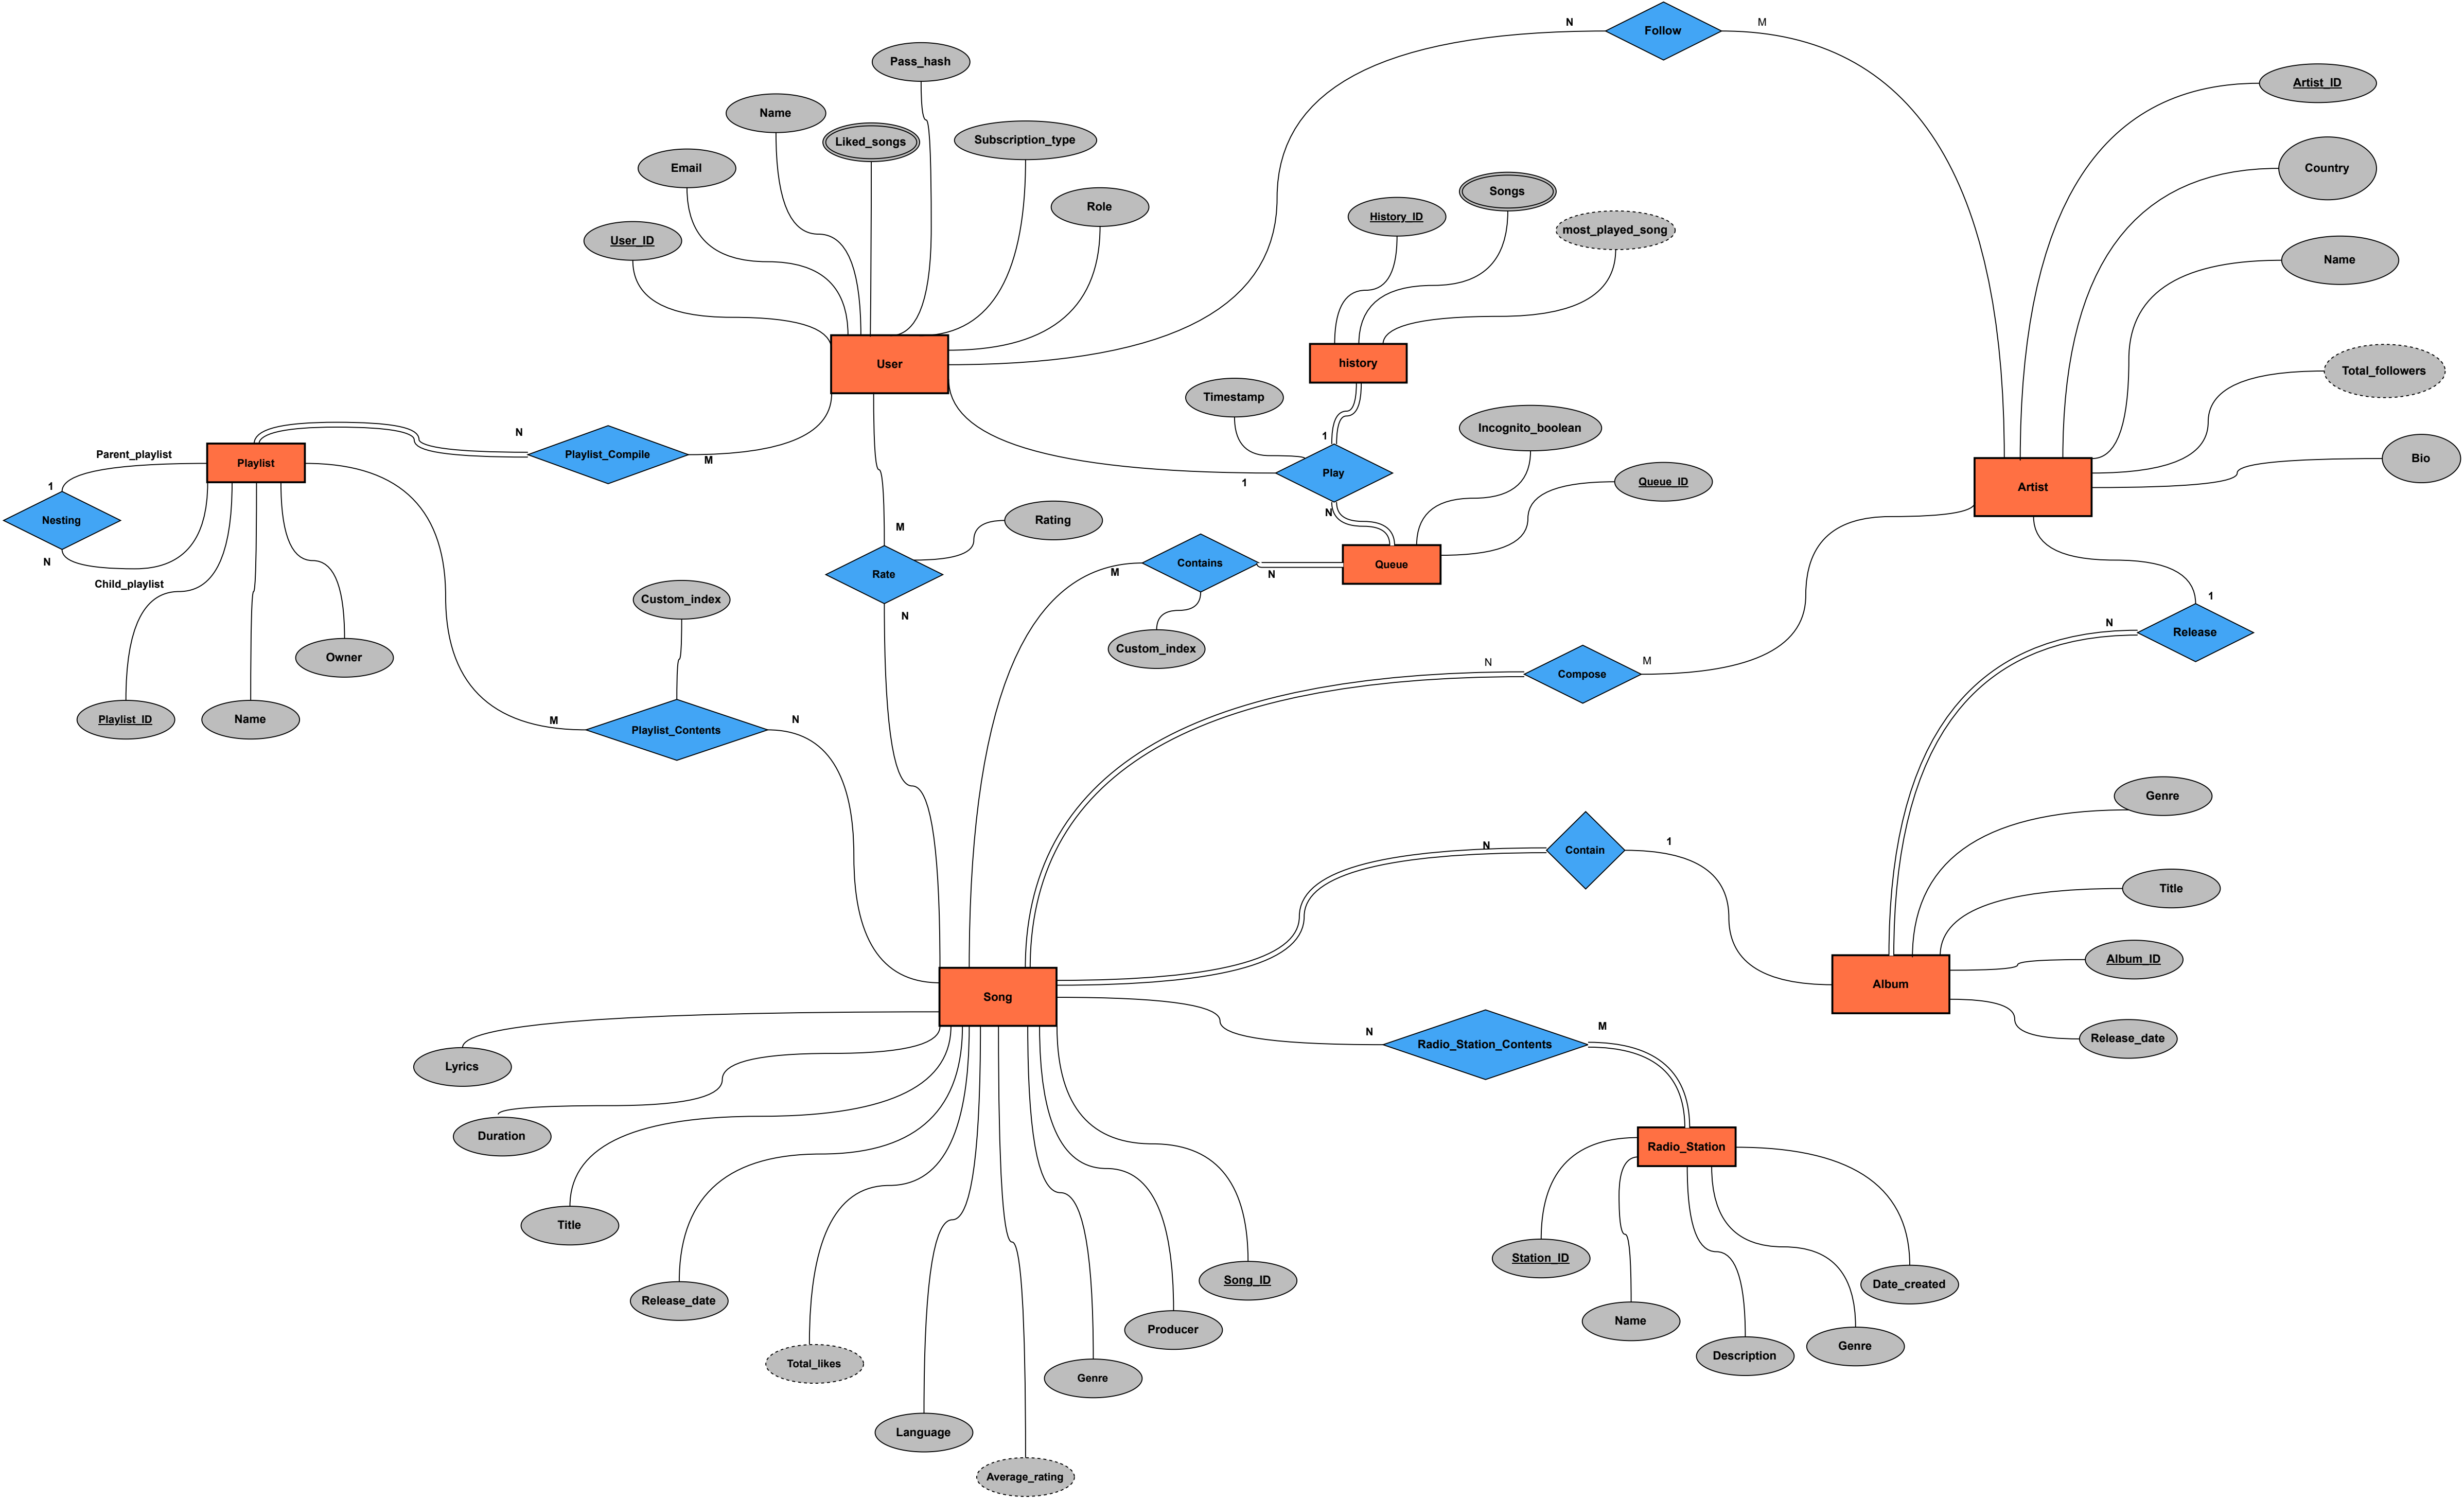 Follow
N
M
Pass_hash
Artist_ID
Name
Liked_songs
Subscription_type
Email
Country
Songs
Role
History_ID
most_played_song
User_ID
Name
User
history
Total_followers
Timestamp
Incognito_boolean
N
Playlist_Compile
M
Parent_playlist
Playlist
1
Play
1
Bio
Queue_ID
Artist
1
Nesting
N
Rating
M
N
Contains
M
N
Queue
Rate
Child_playlist
Custom_index
1
N
Release
N
Custom_index
Owner
N
M
Compose
Playlist_ID
Name
M
N
Playlist_Contents
Genre
N
Contain
1
Title
Album_ID
Album
Song
Release_date
N
M
Radio_Station_Contents
Lyrics
Duration
Radio_Station
Title
Station_ID
Song_ID
Date_created
Release_date
Name
Producer
Genre
Description
Total_likes
Genre
Language
Average_rating